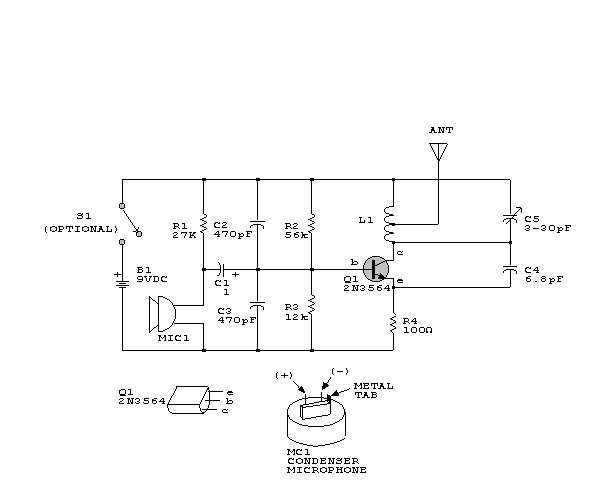 ANT
S1
(OPTIONAL)
R1
27K
C2
470pF
R2
56k
L1
C5
3-30pF
c
b
Q1
2N3564
e
C4
6.8pF
+
B1
9VDC
C1
1
+
C3
470pF
R3
12k
R4
100Ω
MIC1
Q1
2N3564
e
b
c
(+)
(-)
METAL
TAB
MC1
CONDENSER
MICROPHONE